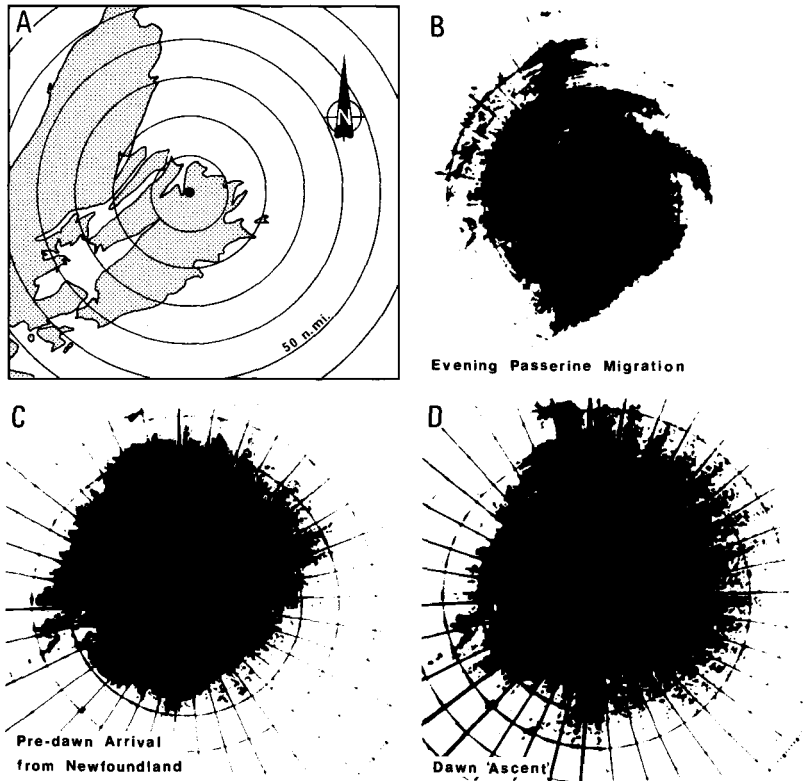 A
N
50 n.mi.
B
Evening Passerine Migration
C
Pre-dawn Arrival
from Newfoundland
D
Dawn 'Ascent'